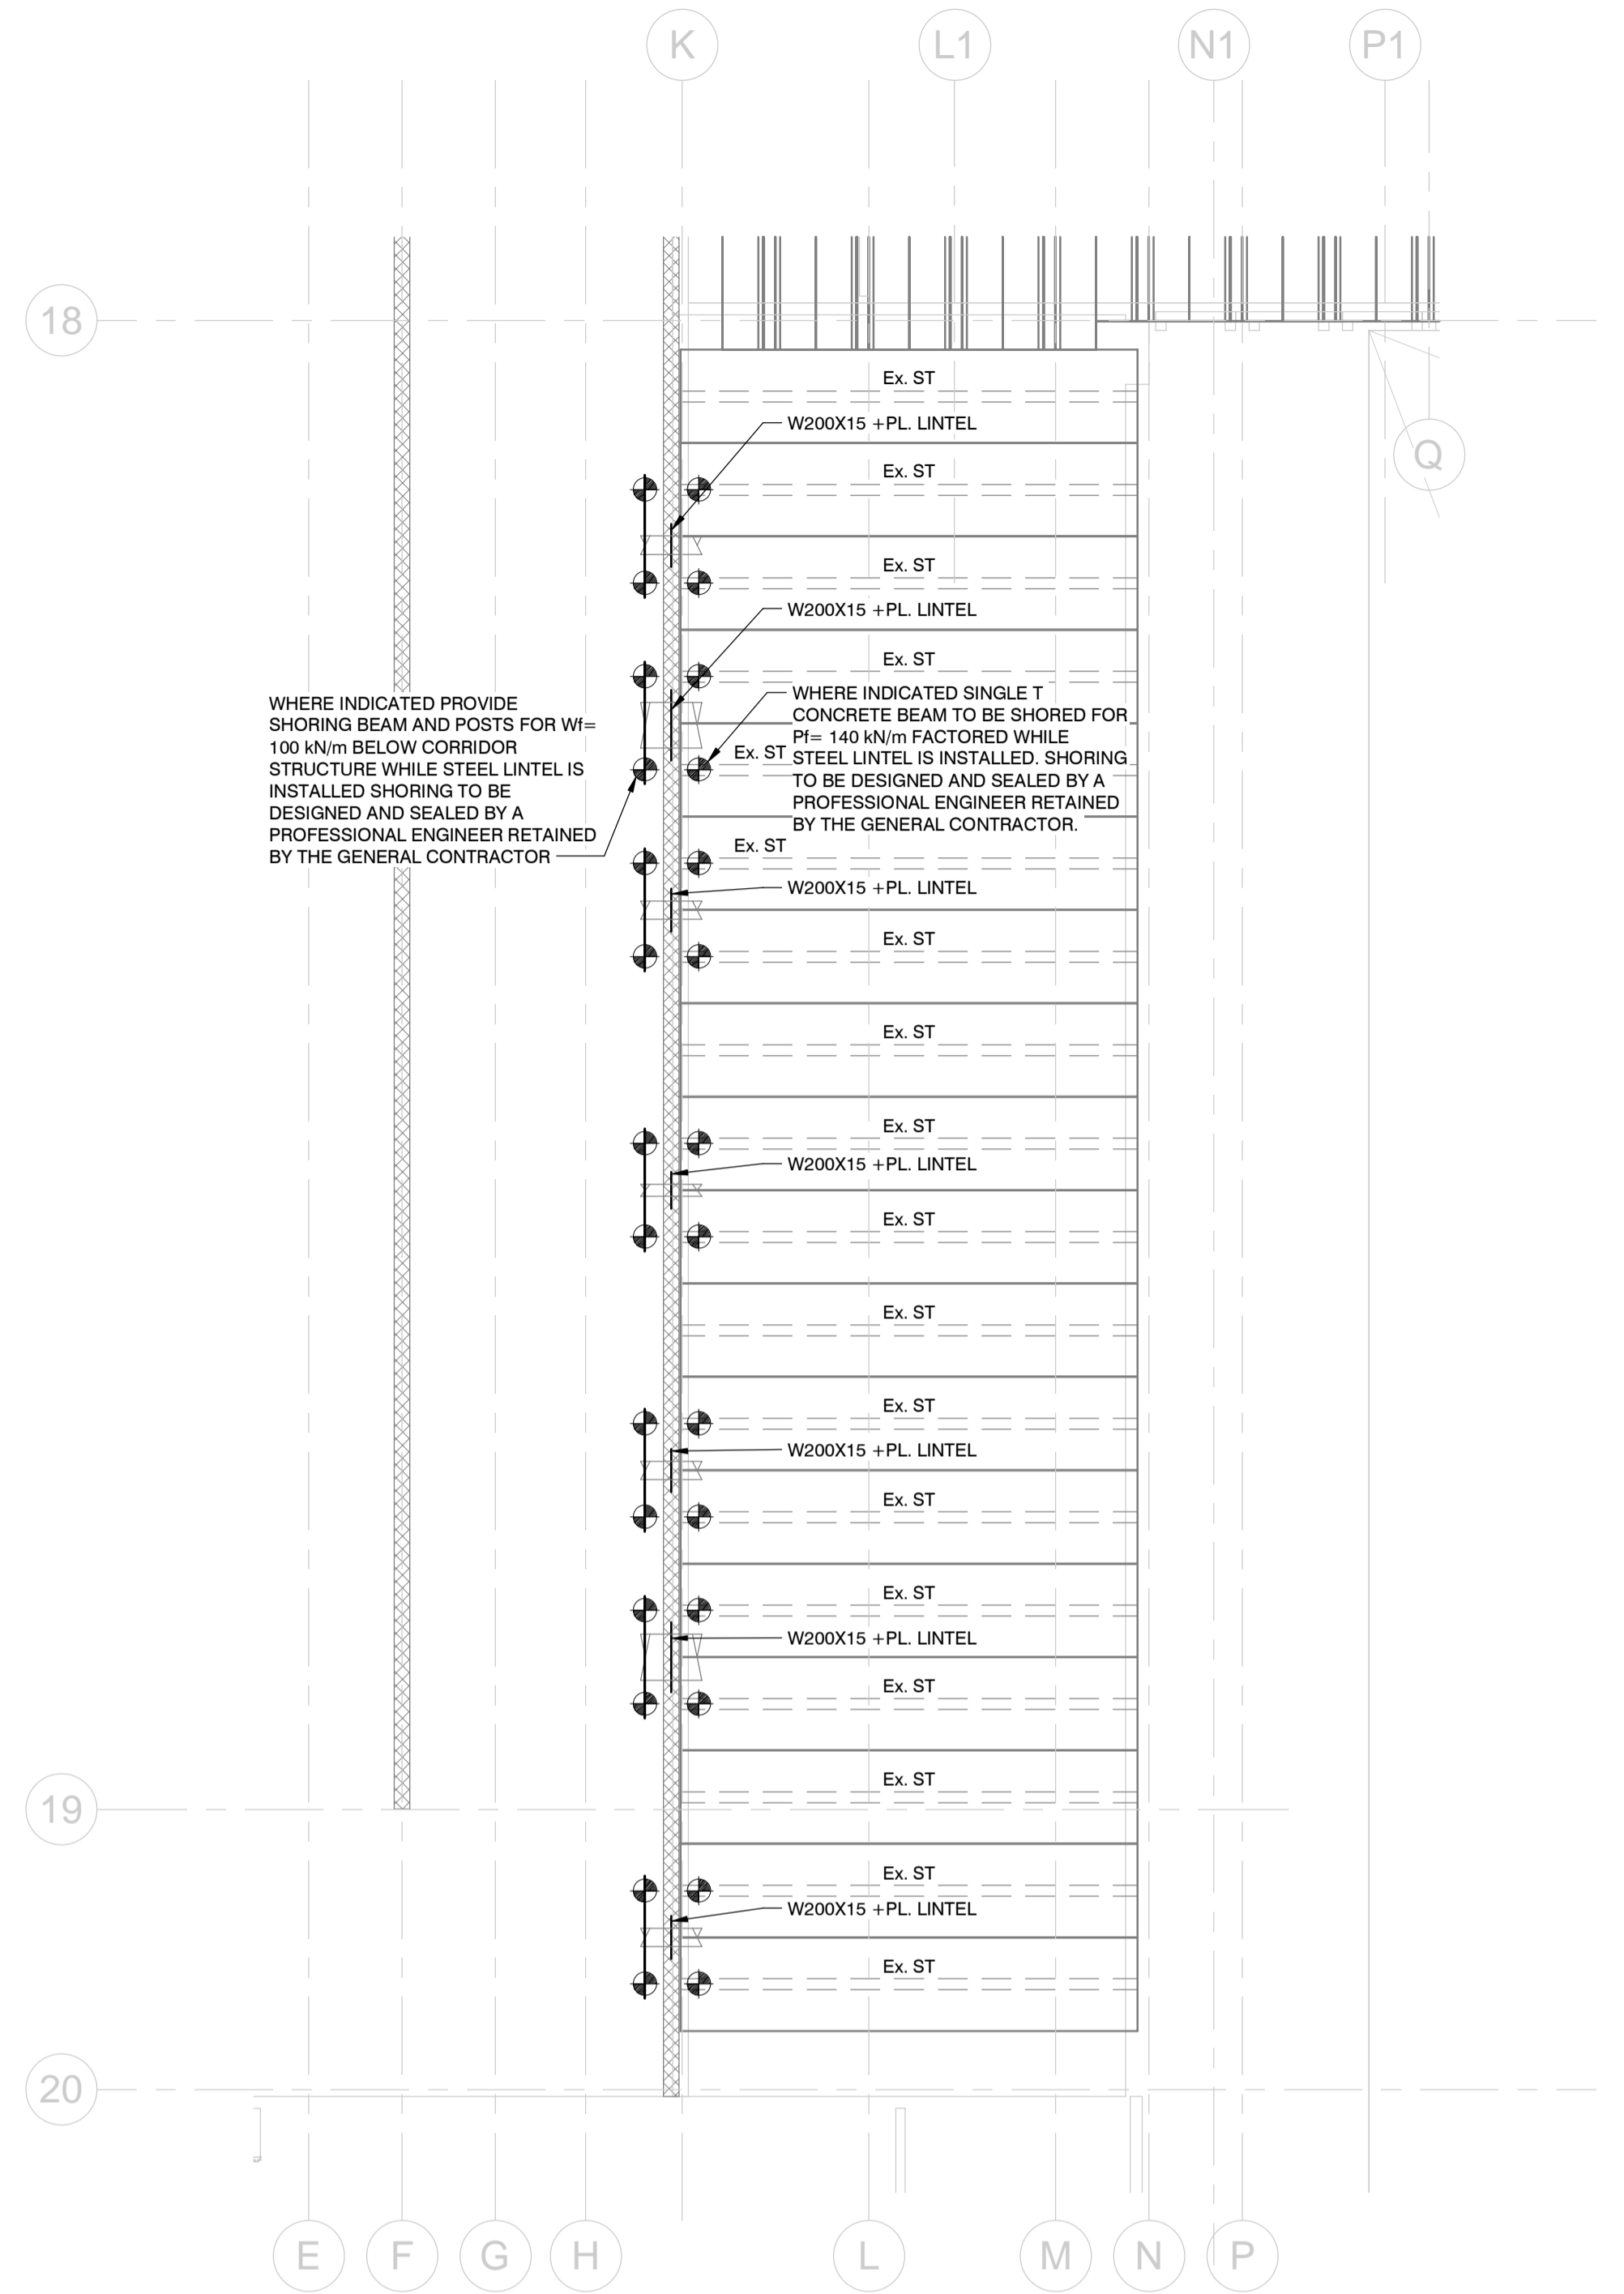 K
L1
N1
P1
18
Ex. ST
W200X15 +PL. LINTEL
Q
Ex. ST
Ex. ST
W200X15 +PL. LINTEL
Ex. ST
WHERE INDICATED PROVIDE
SHORING BEAM AND POSTS FOR Wf=
100 kN/m BELOW CORRIDOR
STRUCTURE WHILE STEEL LINTEL IS
INSTALLED SHORING TO BE
DESIGNED AND SEALED BY A
PROFESSIONAL ENGINEER RETAINED
BY THE GENERAL CONTRACTOR
WHERE INDICATED SINGLE T
CONCRETE BEAM TO BE SHORED FOR
Pf= 140 kN/m FACTORED WHILE
STEEL LINTEL IS INSTALLED. SHORING
TO BE DESIGNED AND SEALED BY A
PROFESSIONAL ENGINEER RETAINED
BY THE GENERAL CONTRACTOR.
Ex. ST
Ex. ST
W200X15 +PL. LINTEL
Ex. ST
Ex. ST
Ex. ST
W200X15 +PL. LINTEL
Ex. ST
Ex. ST
Ex. ST
W200X15 +PL. LINTEL
Ex. ST
Ex. ST
W200X15 +PL. LINTEL
Ex. ST
Ex. ST
19
Ex. ST
W200X15 +PL. LINTEL
Ex. ST
20
E
F
G
H
L
M
N
P